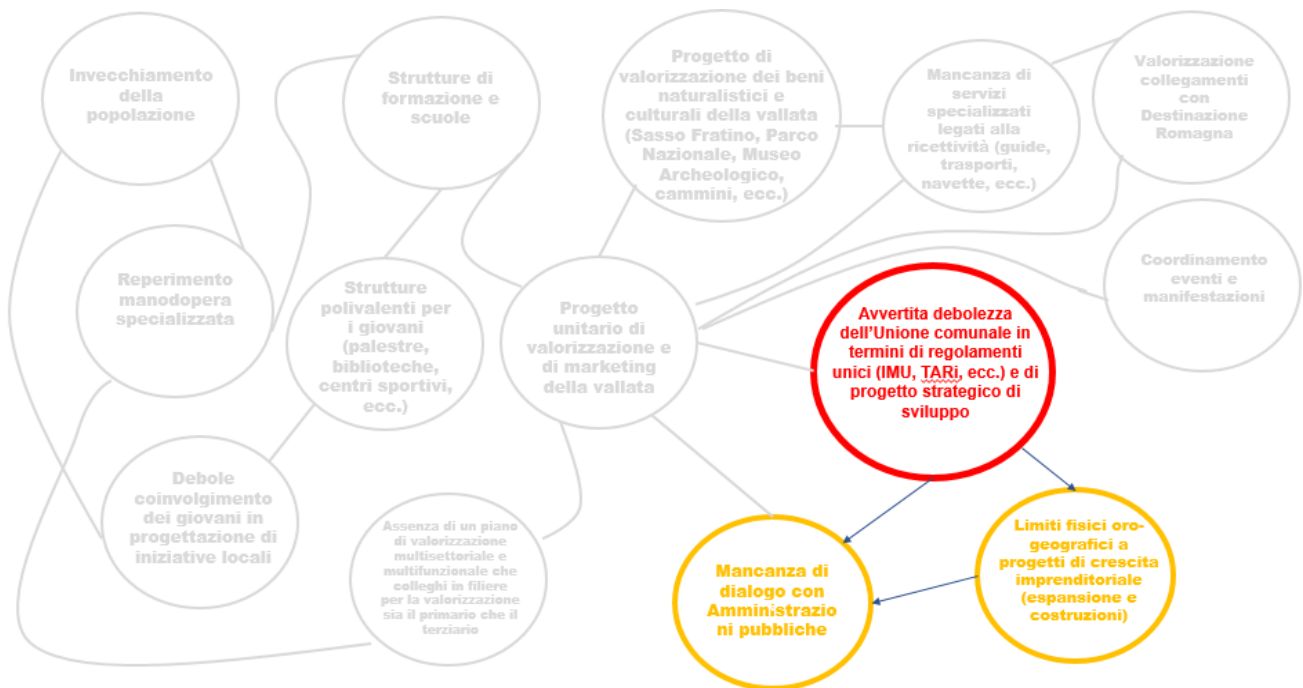 Invecchiamento
della
popolazione
Strutture di
formazione e
scuole
Progetto di
valorizzazione dei beni
naturalistici e
culturali della vallata
(Sasso Fratino, Parco
Nazionale, Museo
Archeologico,
cammini, ecc.)
Mancanza di
servizi
specializzati
legati alla
ricettività (guide,
trasporti,
navette, ecc.)
Valorizzazione
collegamenti
con
Destinazione
Romagna
Reperimento
manodopera
specializzata
Strutture
polivalenti per
i giovani
(palestre,
biblioteche,
centri sportivi,
ecc.)
Progetto
unitario di
valorizzazione e
di marketing
della vallata
Avvertita debolezza
dell'Unione comunale in
termini di regolamenti
unici (IMU, TARi, ecc.) e di
progetto strategico di
sviluppo
Coordinamento
eventi e
manifestazioni
Debole
coinvolgimento
dei giovani in
progettazione di
iniziative locali
Assenza di un piano
di valorizzazione
multisettoriale e
multifunzionale che
colleghi in filiere
per la valorizzazione
sia il primario che il
terziario
Mancanza di
dialogo con
Amministrazio
ni pubbliche
Limiti fisici oro-
geografici a
progetti di crescita
imprenditoriale
(espansione e
costruzioni)